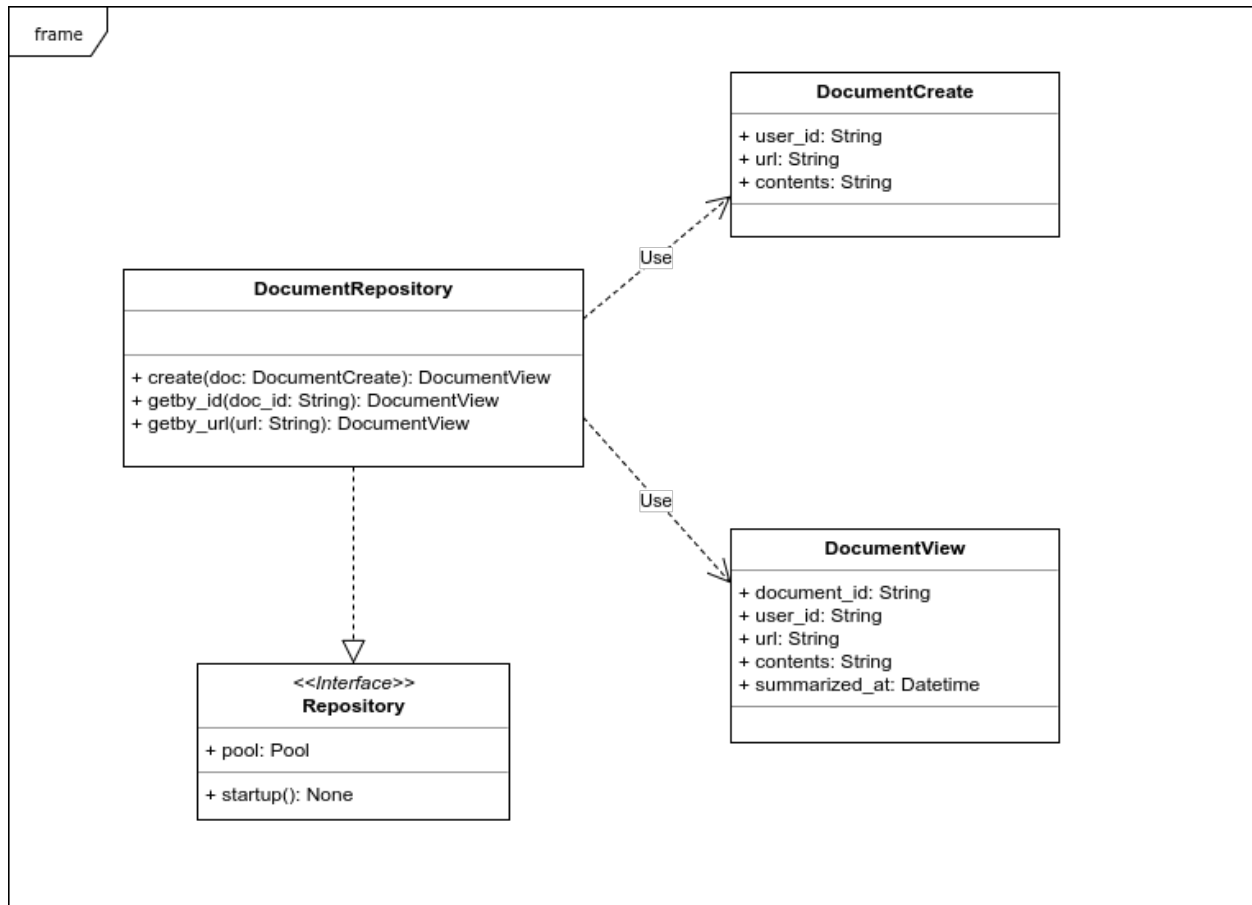 frame
DocumentCreate
+ user_id: String
+ url: String
+ contents: String
Use
DocumentRepository
+ create(doc: DocumentCreate): DocumentView
+ getby_id(doc_id: String): DocumentView
+ getby_url(url: String): DocumentView
Use
DocumentView
+ document_id: String
+ user_id: String
+ url: String
+ contents: String
+ summarized_at: Datetime
<<Interface>>
Repository
+ pool: Pool
+ startup(): None